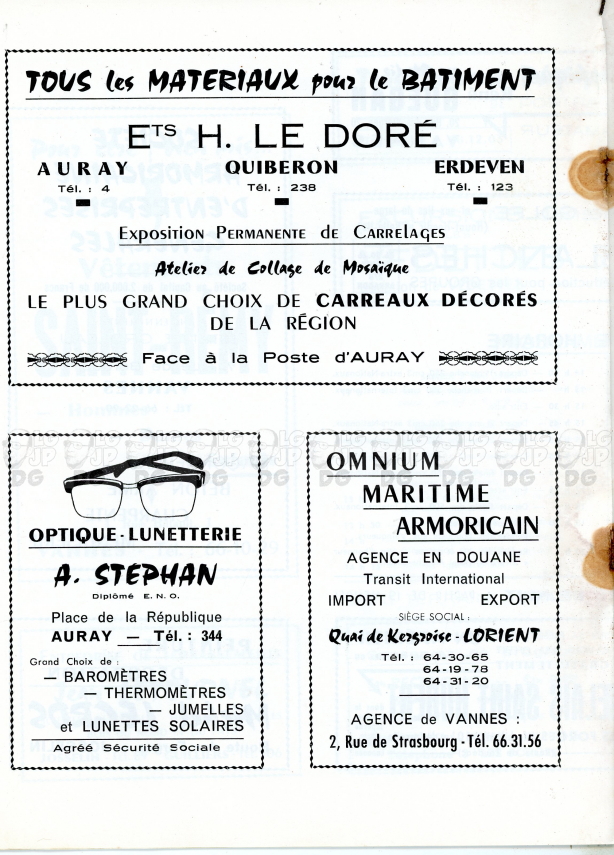 TOUS les MATERIAUX pour le BATIMENT
ETS H. LE DORÉ
AURAY QUIBERON ERDEVEN
Tél. : 4 Tél. : 238 Tél. : 123
Exposition PERMANENTE de CARRELAGES
Atelier de Collage de Mosaïque
LE PLUS GRAND CHOIX DE CARREAUX DÉCORÉS
DE LA RÉGION
Face à la Poste d'AURAY
OPTIQUE - LUNETTERIE
A. STEPHAN
Diplômé E. N. O.
Place de la République
AURAY — Tél. : 344
Grand Choix de :
— BAROMÈTRES
— THERMOMÈTRES
— JUMELLES
et LUNETTES SOLAIRES
Agréé Sécurité Sociale
OMNIUM
MARITIME
ARMORICAIN
AGENCE EN DOUANE
Transit International
IMPORT EXPORT
SIÈGE SOCIAL :
Quai de Kergroise - LORIENT
Tél. : 64-30-65
64-19-78
64-31-20
AGENCE de VANNES :
2, Rue de Strasbourg - Tél. 66.31.56
LG JP DG